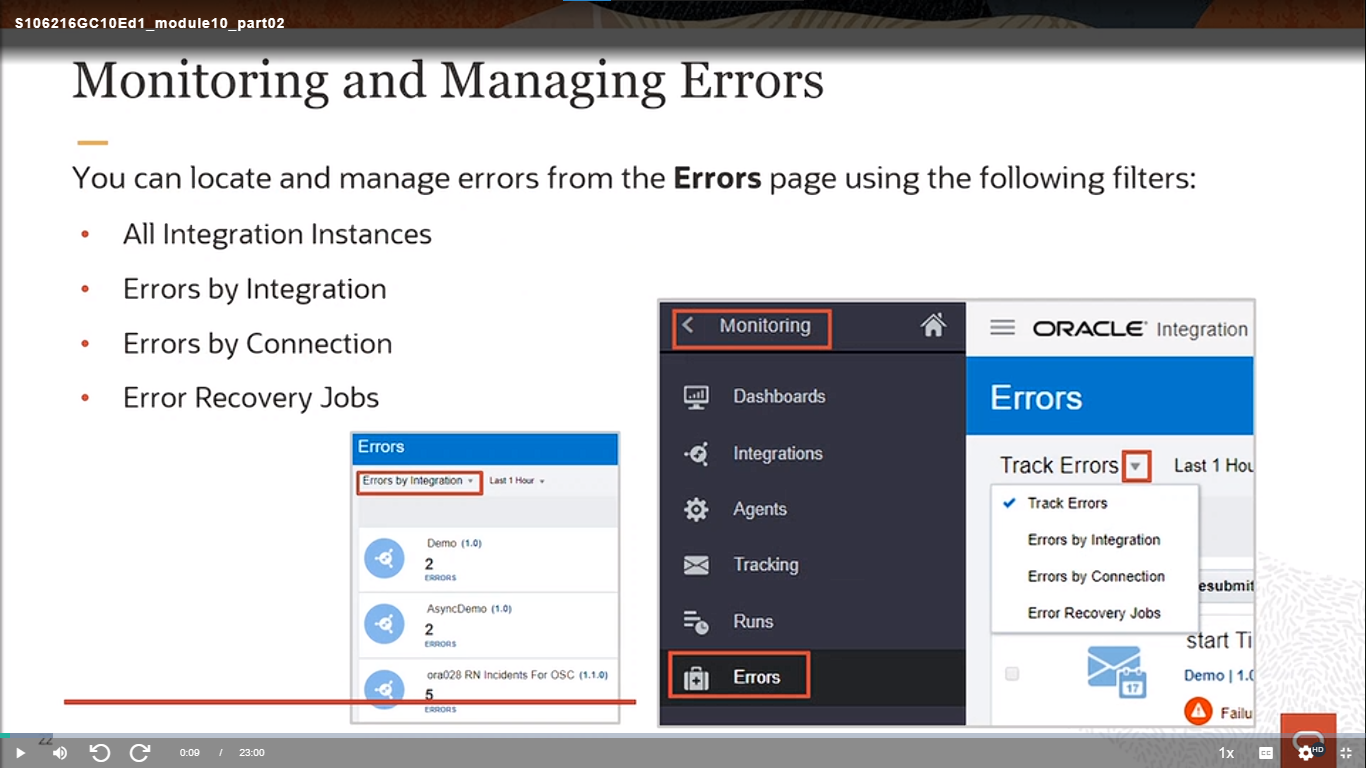 S106216GC10Ed1_module10_part02
Monitoring and Managing Errors
You can locate and manage errors from the Errors page using the following filters:
• All Integration Instances
• Errors by Integration
• Errors by Connection
• Error Recovery Jobs
Errors
Errors by Integration
Last 1 Hour
Demo (1.0)
2
ERRORS
AsyncDemo (1.0)
2
ERRORS
ora028 RN Incidents For OSC (1.1.0)
5
ERRORS
Monitoring
Dashboards
Integrations
Agents
Tracking
Runs
Errors
ORACLE Integration
Errors
Track Errors
Last 1 Hou
Track Errors
Errors by Integration
Errors by Connection
Error Recovery Jobs
esubmit
start Ti
17
Demo | 1.0
Failu
22
0:09 / 23:00
1x
CC
HD